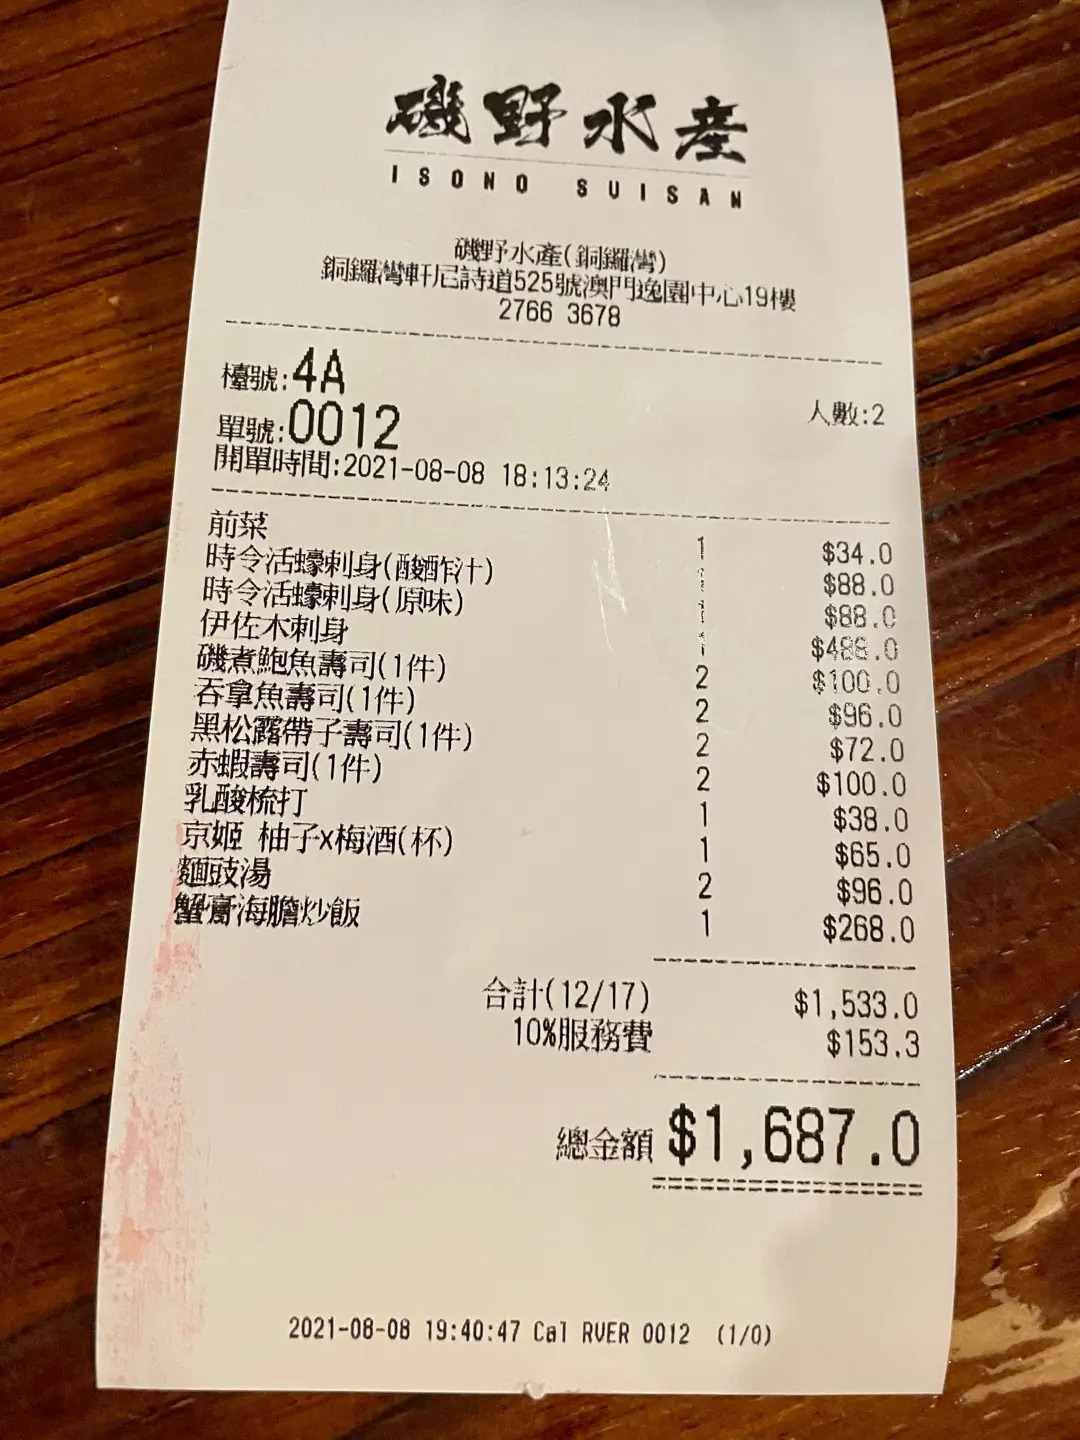 磯野水產
ISONO SUISAN
磯野水產(銅鑼灣)
銅鑼灣軒尼詩道525號澳門逸園中心19樓
2766 3678
檯號:4A 人數:2
單號:0012
開單時間:2021-08-08 18:13:24
前菜 1 $34.0
時令活蠔刺身(酸酢汁) 1 $88.0
時令活蠔刺身(原味) 1 $88.0
伊佐木刺身 1 $488.0
磯煮鮑魚壽司(1件) 2 $100.0
吞拿魚壽司(1件) 2 $96.0
黑松露帶子壽司(1件) 2 $72.0
赤蝦壽司(1件) 2 $100.0
乳酸梳打 1 $38.0
京姬 柚子x梅酒(杯) 1 $65.0
麵豉湯 2 $96.0
蟹膏海膽炒飯 1 $268.0
合計(12/17) $1,533.0
10%服務費 $153.3
總金額 $1,687.0
2021-08-08 19:40:47 Cal RVER 0012 (1/0)